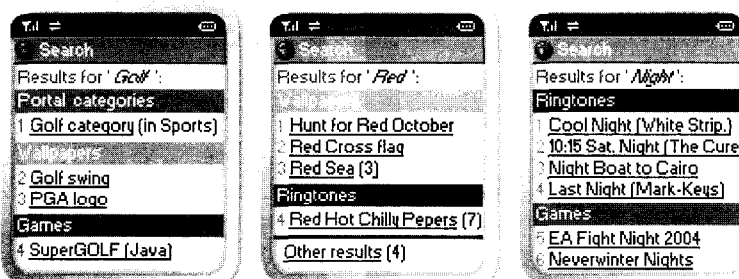 Search
Results for 'Golf':
Portal categories
1 Golf category (in Sports)
Wallpapers
2 Golf swing
3 PGA logo
Games
4 SuperGOLF (Java)
Search
Results for 'Red':
Wallpapers
1 Hunt for Red October
2 Red Cross flag
3 Red Sea (3)
Ringtones
4 Red Hot Chilly Pepers (7)
Other results (4)
Search
Results for 'Night':
Ringtones
1 Cool Night (White Strip.)
2 10:15 Sat. Night (The Cure
3 Night Boat to Cairo
4 Last Night (Mark-Keys)
Games
5 EA Fight Night 2004
6 Neverwinter Nights